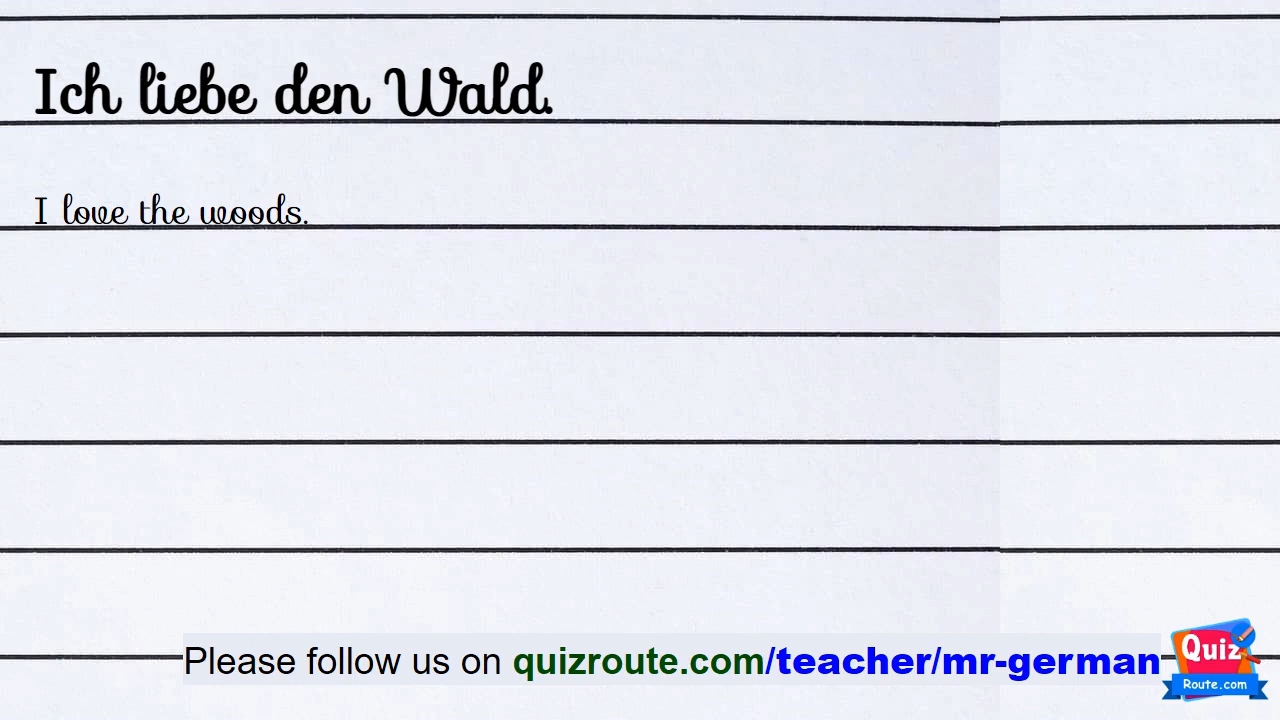 Ich liebe den Wald.
I love the woods.
Please follow us on quizroute.com/teacher/mr-german
Quiz
Route.com